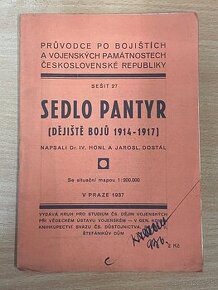 PRŮVODCE PO BOJIŠTÍCH
A VOJENSKÝCH PAMÁTNOSTECH
ČESKOSLOVENSKÉ REPUBLIKY
SEŠIT 27
SEDLO PANTYR
(DĚJIŠTĚ BOJŮ 1914-1917)
NAPSALI Dr. IV. HONL A JAROSL. DOSTÁL
Se situační mapou 1:200.000
V PRAZE 1937
VYDÁVÁ KRUH PRO STUDIUM ČS. DĚJIN VOJENSKÝCH
PŘI VĚDECKÉM ÚSTAVU VOJENSKÉM — V GEN. KOM.
KNIHKUPECTVÍ SVAZU ČS. DŮSTOJNICTVA,
ŠTEFÁNIKŮV DŮM
Kč